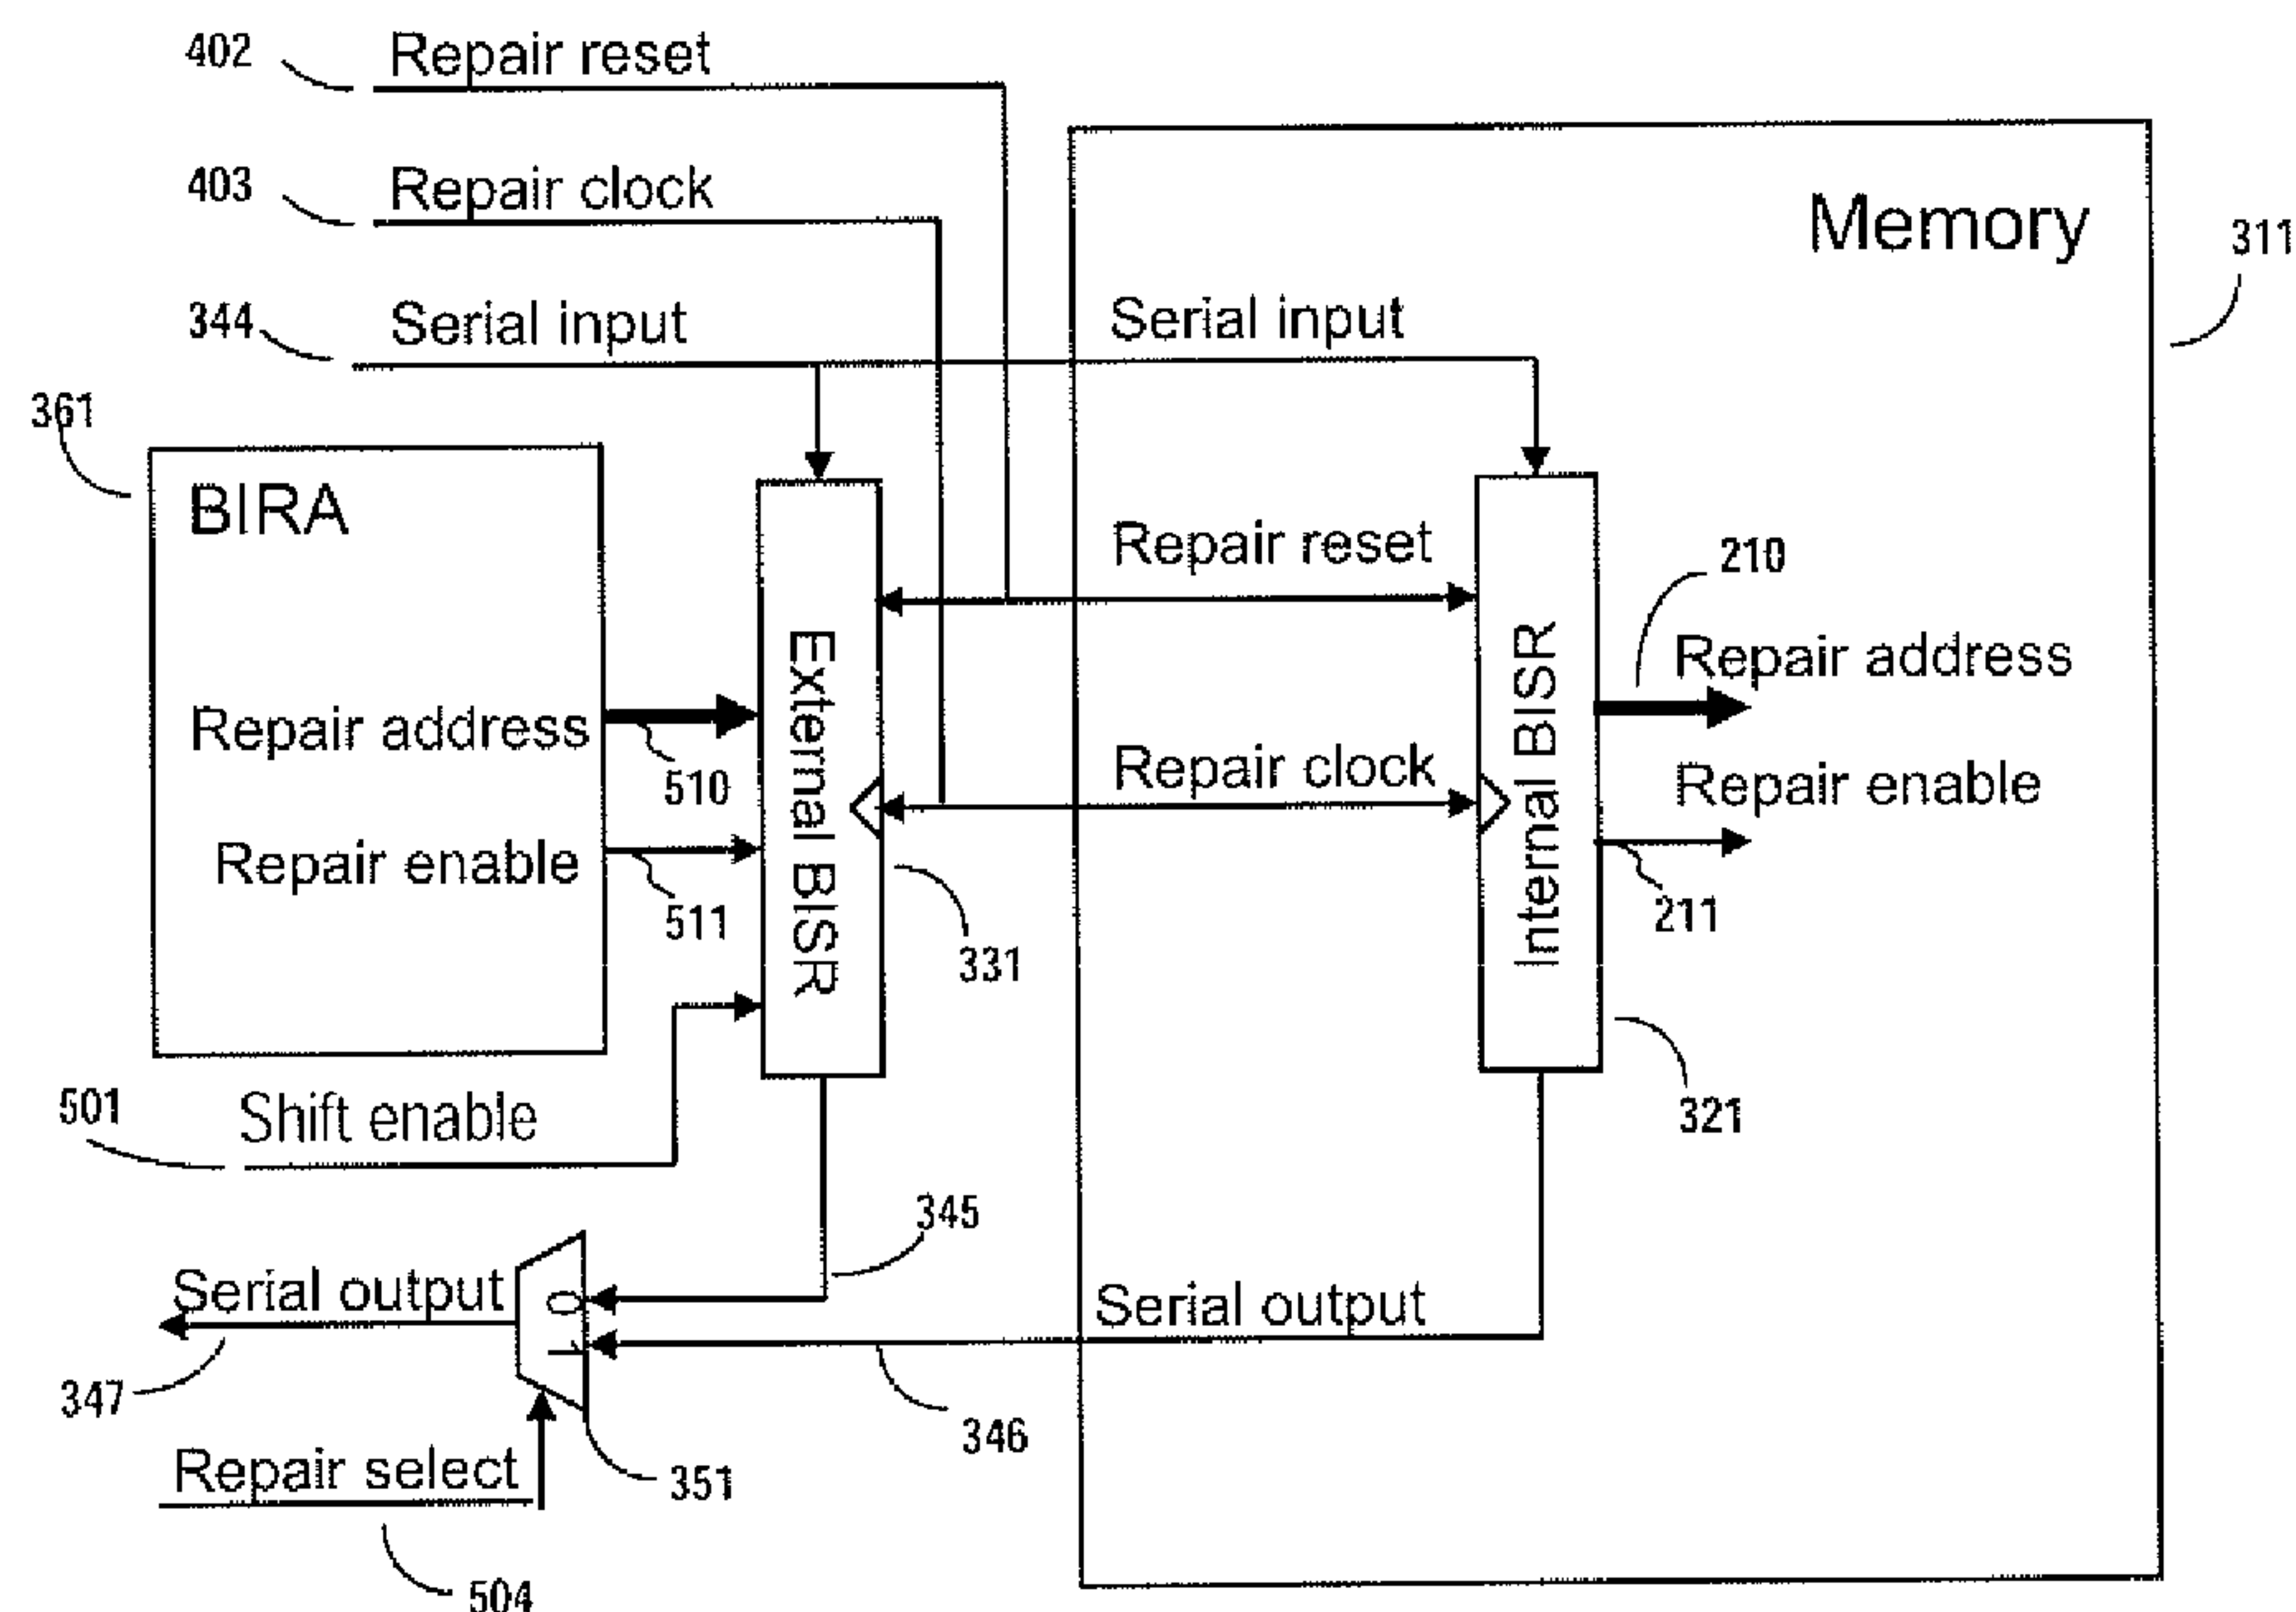 402 Repair reset
403 Repair clock
Memory
311
344 Serial input
Serial input
361
BIRA
Repair reset
210
Repair address
External BISR
Internal BISR
Repair address
510
Repair clock
Repair enable
Repair enable
511
331
211
501 Shift enable
321
345
Serial output
0
1
Serial output
347
346
Repair select
351
504